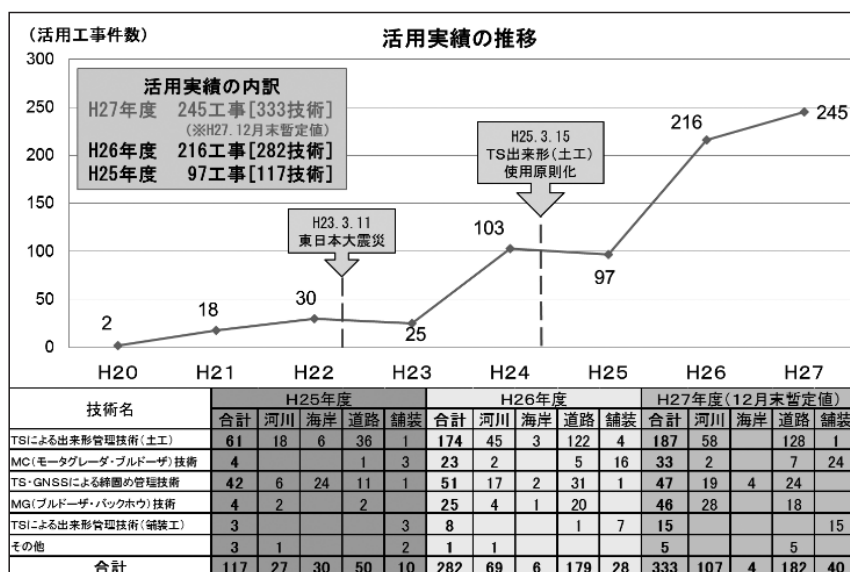 (活用工事件数)
活用実績の推移
300
250
200
150
100
50
0
活用実績の内訳
H27年度 245工事[333技術]
(※H27.12月末暫定値)
H26年度 216工事[282技術]
H25年度 97工事[117技術]
H23.3.11
東日本大震災
H25.3.15
TS出来形(土工)
使用原則化
2
18
30
25
103
97
216
245
H20 H21 H22 H23 H24 H25 H26 H27
技術名 H25年度 H26年度 H27年度(12月末暫定値)
合計 河川 海岸 道路 舗装 合計 河川 海岸 道路 舗装 合計 河川 海岸 道路 舗装
TSによる出来形管理技術(土工) 61 18 6 36 1 174 45 3 122 4 187 58 128 1
MC(モータグレーダ・ブルドーザ)技術 4 1 3 23 2 5 16 33 2 7 24
TS・GNSSによる締固め管理技術 42 6 24 11 1 51 17 2 31 1 47 19 4 24
MG(ブルドーザ・バックホウ)技術 4 2 2 25 4 1 20 46 28 18
TSによる出来形管理技術(舗装工) 3 3 8 1 7 15 15
その他 3 1 2 1 1 5 5
合計 117 27 30 50 10 282 69 6 179 28 333 107 4 182 40